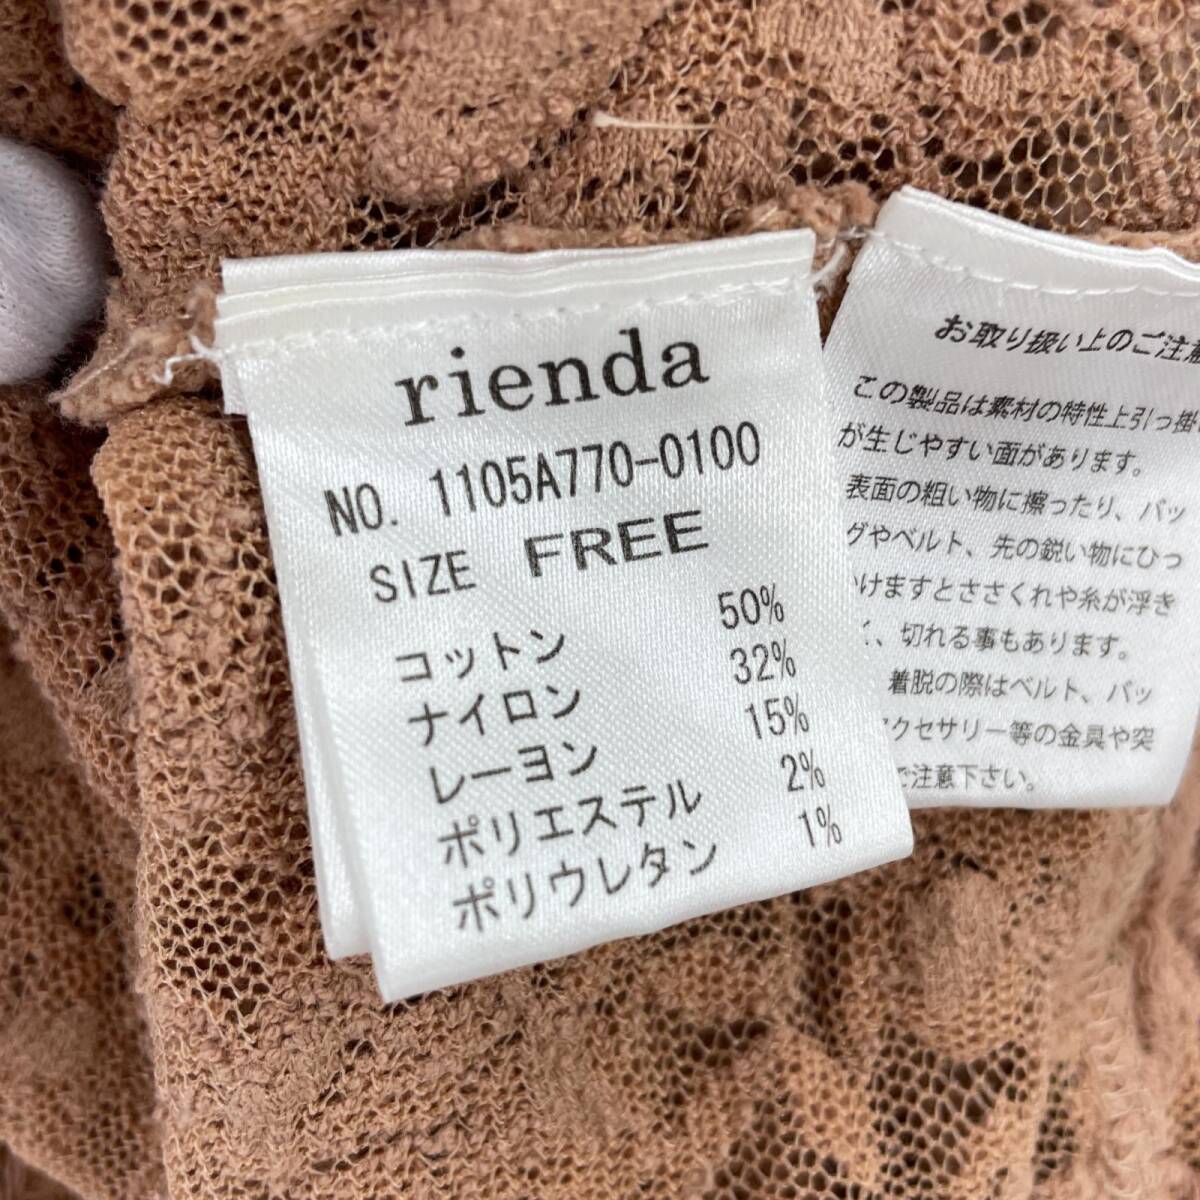 rienda
NO. 1105A770-0100
SIZE FREE
コットン 50%
ナイロン 32%
レーヨン 15%
ポリエステル 2%
ポリウレタン 1%
お取り扱い上のご注意
この製品は素材の特性上引っ掛
が生じやすい面があります。
表面の粗い物に擦ったり、バッ
グやベルト、先の鋭い物にひっ
けますとささくれや糸が浮き
、切れる事もあります。
着脱の際はベルト、バッ
アクセサリー等の金具や突
ご注意下さい。